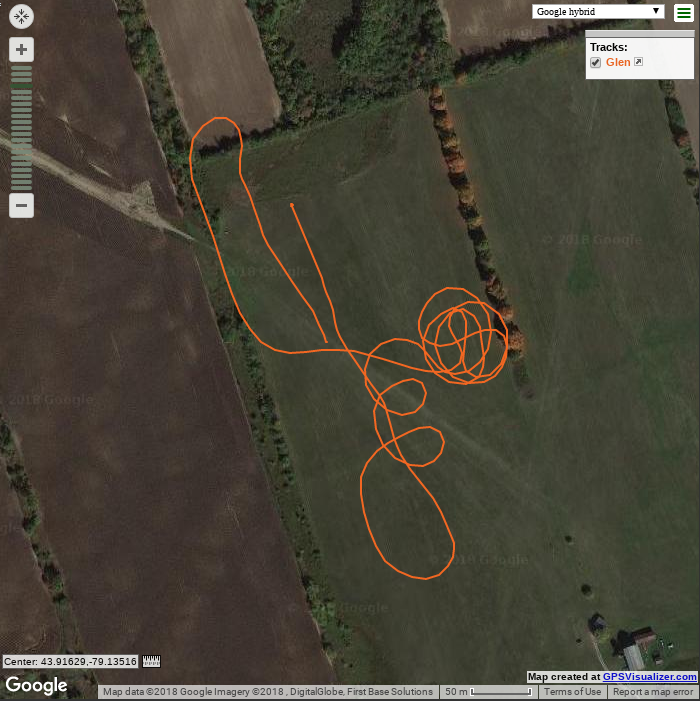 Google hybrid
Tracks:
Glen
© 2018 Google
© 2018 Google
© 2018 Google
© 2018 Google
© 2018 Google
Center: 43.91629,-79.13516
Map created at GPSVisualizer.com
Google
Map data ©2018 Google Imagery ©2018 , DigitalGlobe, First Base Solutions
50 m
Terms of Use
Report a map error